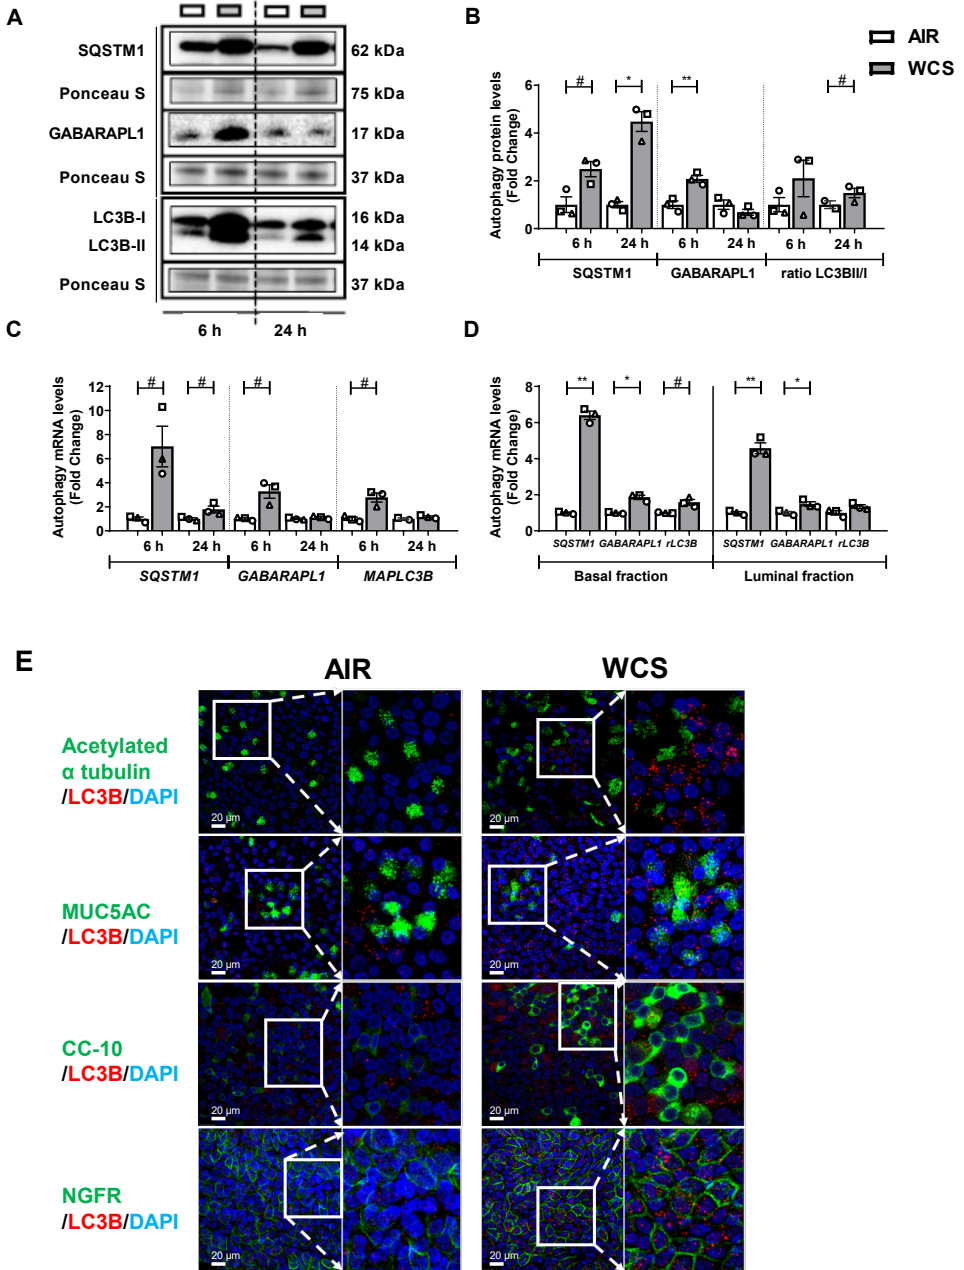 A
SQSTM1
62 kDa
Ponceau S
75 kDa
GABARAPL1
17 kDa
Ponceau S
37 kDa
LC3B-I
16 kDa
LC3B-II
14 kDa
Ponceau S
37 kDa
6 h
24 h
B
AIR
WCS
Autophagy protein levels
(Fold Change)
6
4
2
0
#
*
**
#
6 h
24 h
6 h
24 h
6 h
24 h
SQSTM1
GABARAPL1
ratio LC3BII/I
C
Autophagy mRNA levels
(Fold Change)
12
10
8
6
4
2
0
#
#
#
#
6 h
24 h
6 h
24 h
6 h
24 h
SQSTM1
GABARAPL1
MAPLC3B
D
Autophagy mRNA levels
(Fold Change)
8
6
4
2
0
**
*
#
**
*
SQSTM1 GABARAPL1 rLC3B
SQSTM1 GABARAPL1 rLC3B
Basal fraction
Luminal fraction
E
AIR
WCS
Acetylated
α tubulin
/LC3B/DAPI
20 µm
20 µm
MUC5AC
/LC3B/DAPI
20 µm
20 µm
CC-10
/LC3B/DAPI
20 µm
20 µm
NGFR
/LC3B/DAPI
20 µm
20 µm